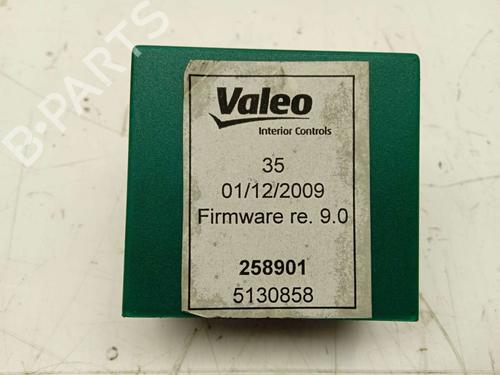 B-PARTS
Valeo
Interior Controls
35
01/12/2009
Firmware re. 9.0
258901
5130858